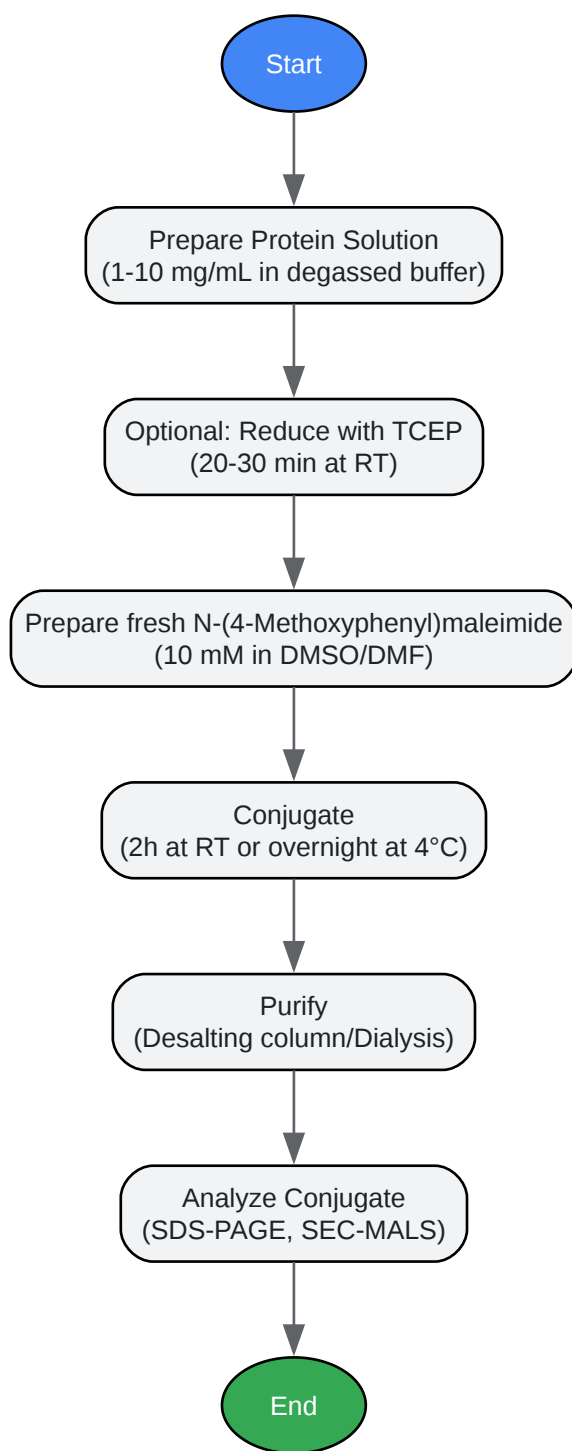 Start
Prepare Protein Solution
(1-10 mg/mL in degassed buffer)
Optional: Reduce with TCEP
(20-30 min at RT)
Prepare fresh N-(4-Methoxyphenyl)maleimide
(10 mM in DMSO/DMF)
Conjugate
(2h at RT or overnight at 4°C)
Purify
(Desalting column/Dialysis)
Analyze Conjugate
(SDS-PAGE, SEC-MALS)
End